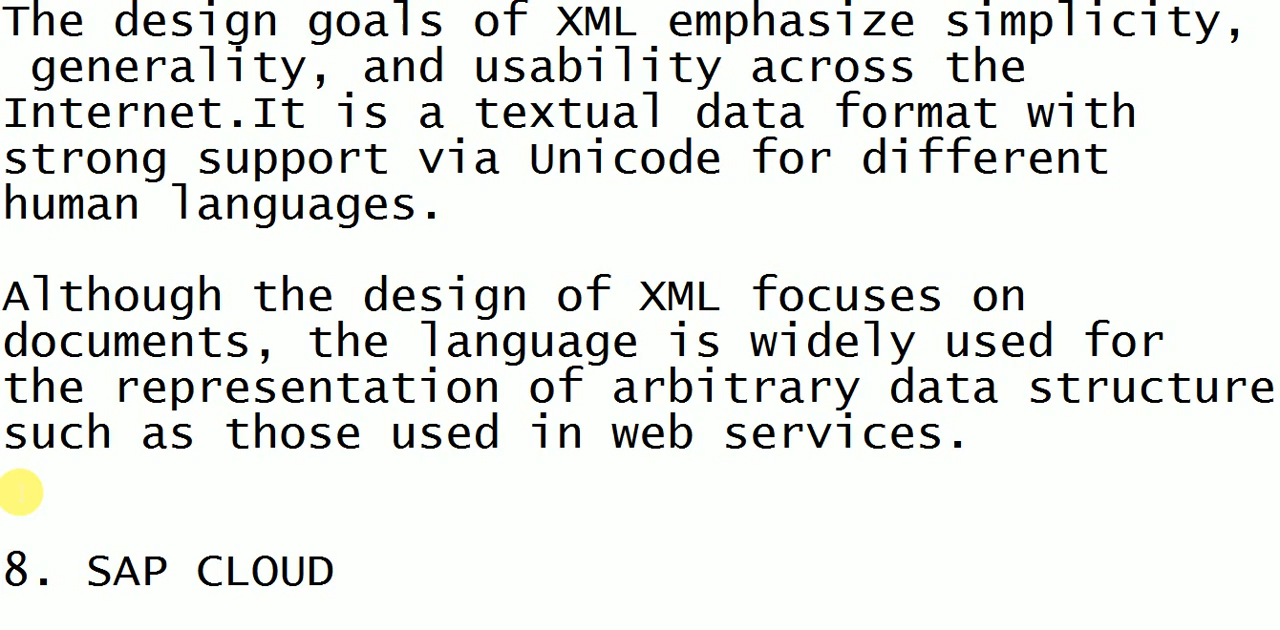 The design goals of XML emphasize simplicity,
generality, and usability across the
Internet.It is a textual data format with
strong support via Unicode for different
human languages.
Although the design of XML focuses on
documents, the language is widely used for
the representation of arbitrary data structure
such as those used in web services.
8. SAP CLOUD